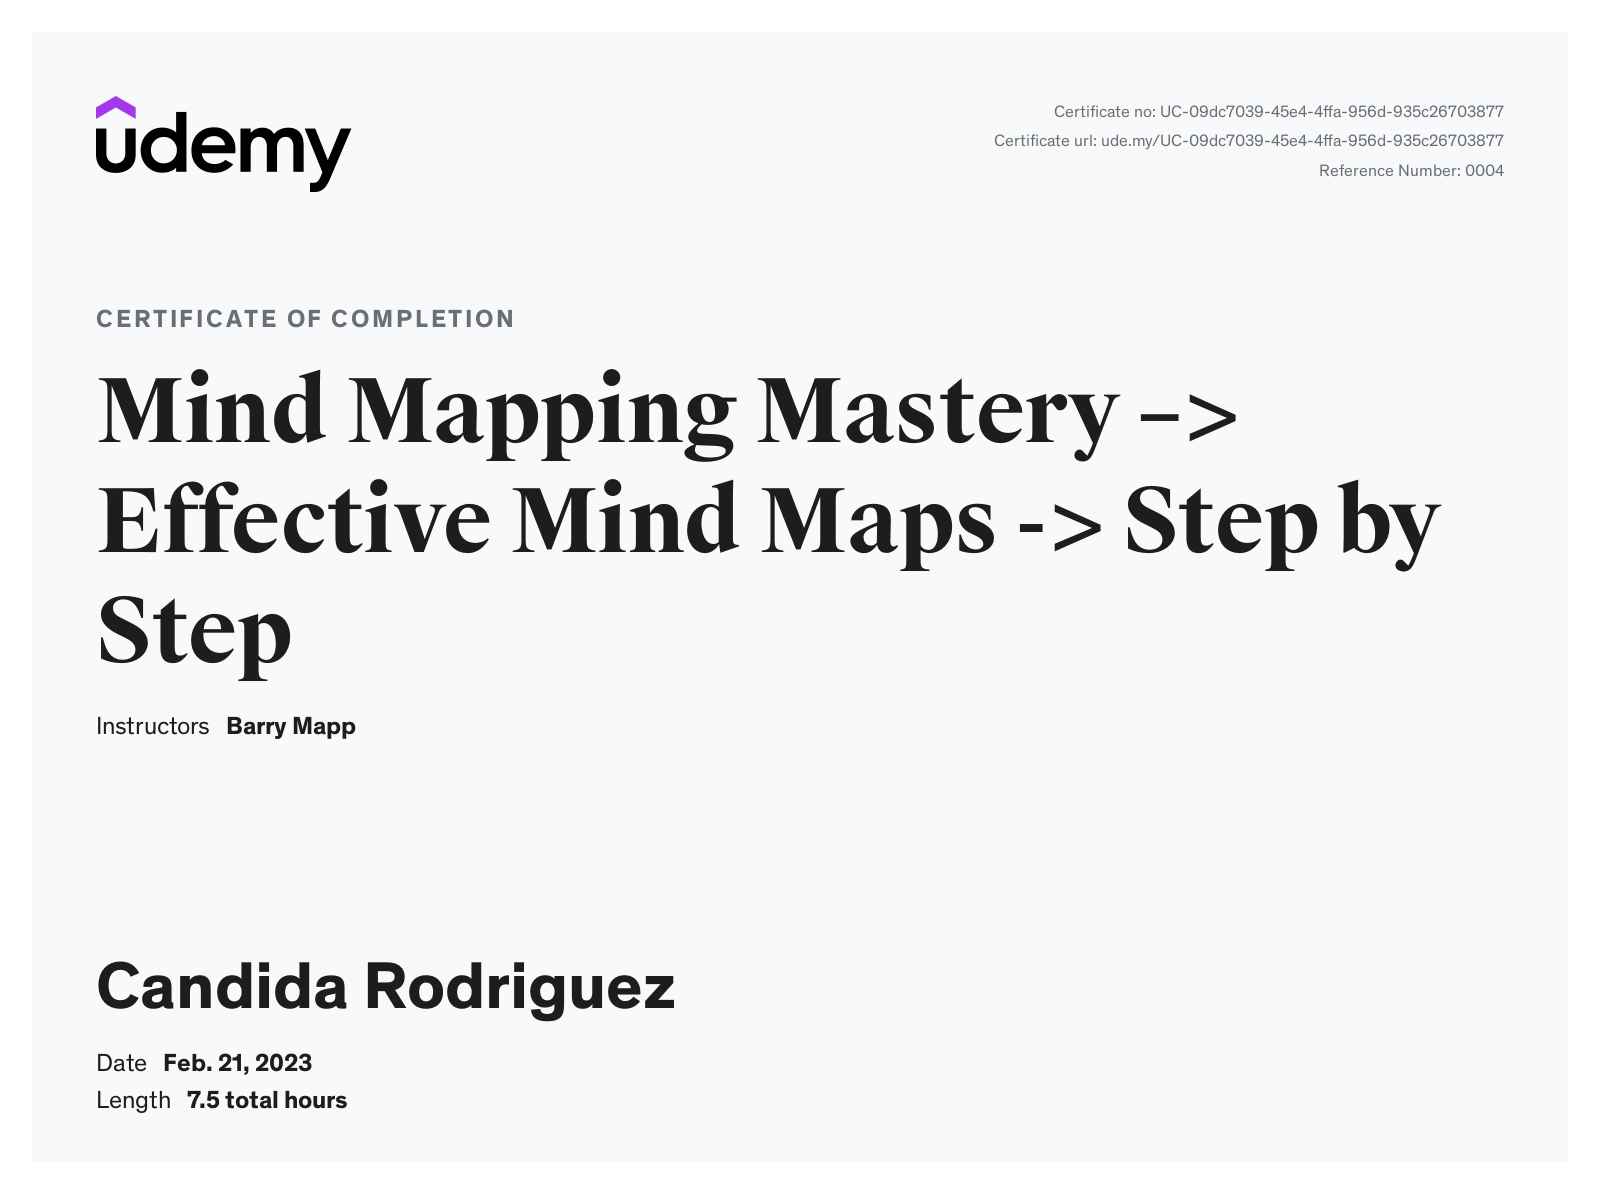 udemy
Certificate no: UC-09dc7039-45e4-4ffa-956d-935c26703877
Certificate url: ude.my/UC-09dc7039-45e4-4ffa-956d-935c26703877
Reference Number: 0004
CERTIFICATE OF COMPLETION
Mind Mapping Mastery –>
Effective Mind Maps -> Step by
Step
Instructors Barry Mapp
Candida Rodriguez
Date Feb. 21, 2023
Length 7.5 total hours